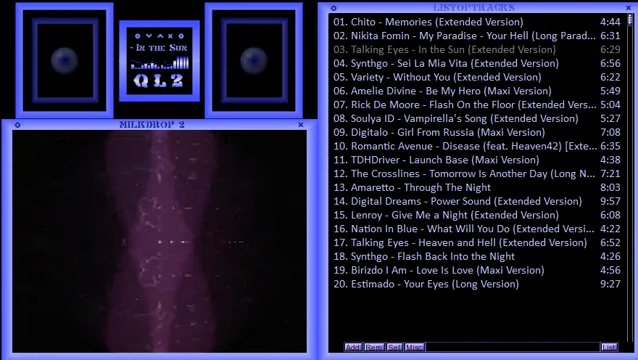 - IN THE SUN
QL2
MILKDROP 2
LISTOFTRACKS
01. Chito - Memories (Extended Version) 4:44
02. Nikita Fomin - My Paradise - Your Hell (Long Parad... 6:31
03. Talking Eyes - In the Sun (Extended Version) 6:29
04. Synthgo - Sei La Mia Vita (Extended Version) 6:56
05. Variety - Without You (Extended Version) 6:22
06. Amelie Divine - Be My Hero (Maxi Version) 5:49
07. Rick De Moore - Flash On the Floor (Extended Vers... 5:04
08. Soulya ID - Vampirella's Song (Extended Version) 5:27
09. Digitalo - Girl From Russia (Maxi Version) 7:08
10. Romantic Avenue - Disease (feat. Heaven42) [Exte... 6:35
11. TDHDriver - Launch Base (Maxi Version) 4:38
12. The Crosslines - Tomorrow Is Another Day (Long N... 7:21
13. Amaretto - Through The Night 8:03
14. Digital Dreams - Power Sound (Extended Version) 9:57
15. Lenroy - Give Me a Night (Extended Version) 6:08
16. Nation In Blue - What Will You Do (Extended Versi... 4:22
17. Talking Eyes - Heaven and Hell (Extended Version) 6:52
18. Synthgo - Flash Back Into the Night 4:26
19. Birizdo I Am - Love Is Love (Maxi Version) 4:56
20. Estimado - Your Eyes (Long Version) 9:27
Add Rem Sel Misc List